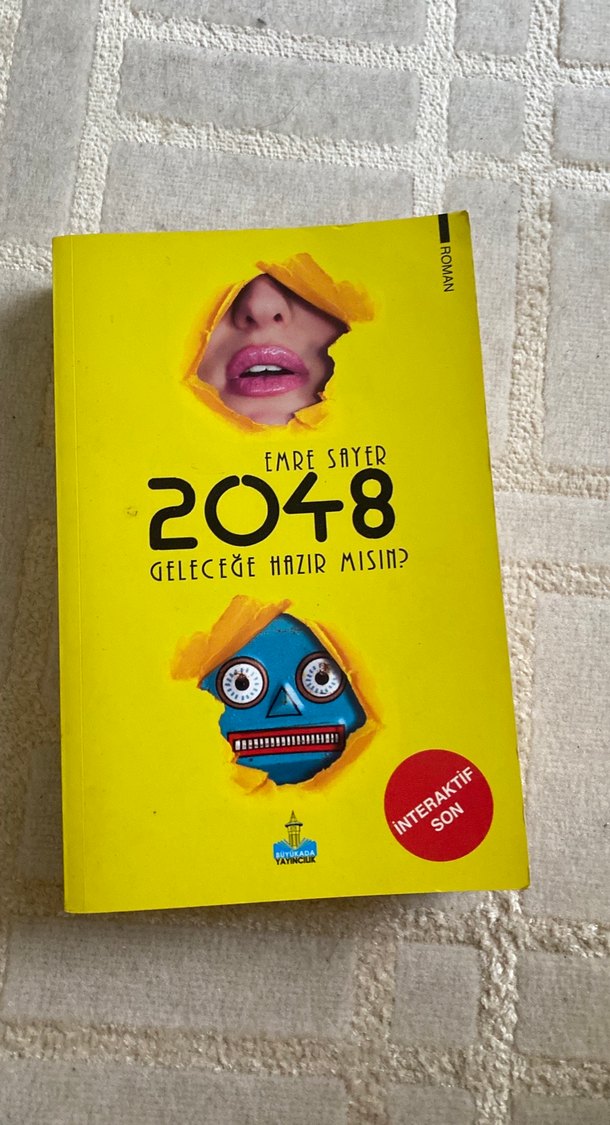 ROMAN
EMRE SAYER
2048
GELECEĞE HAZIR MISIN?
İNTERAKTİF
SON
BÜYÜKADA
YAYINCILIK